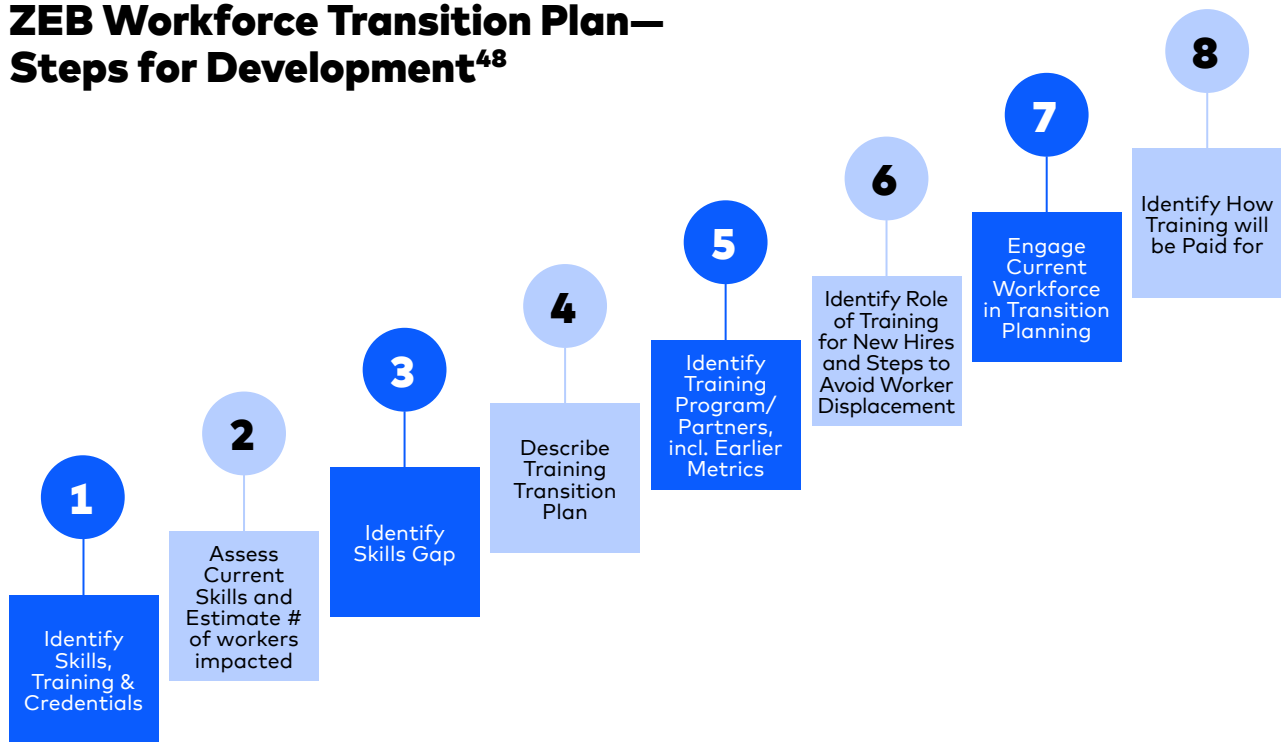 ZEB Workforce Transition Plan—
Steps for Development48
1
Identify
Skills,
Training &
Credentials
2
Assess
Current
Skills and
Estimate #
of workers
impacted
3
Identify
Skills Gap
4
Describe
Training
Transition
Plan
5
Identify
Training
Program/
Partners,
incl. Earlier
Metrics
6
Identify Role
of Training
for New Hires
and Steps to
Avoid Worker
Displacement
7
Engage
Current
Workforce
in Transition
Planning
8
Identify How
Training will
be Paid for